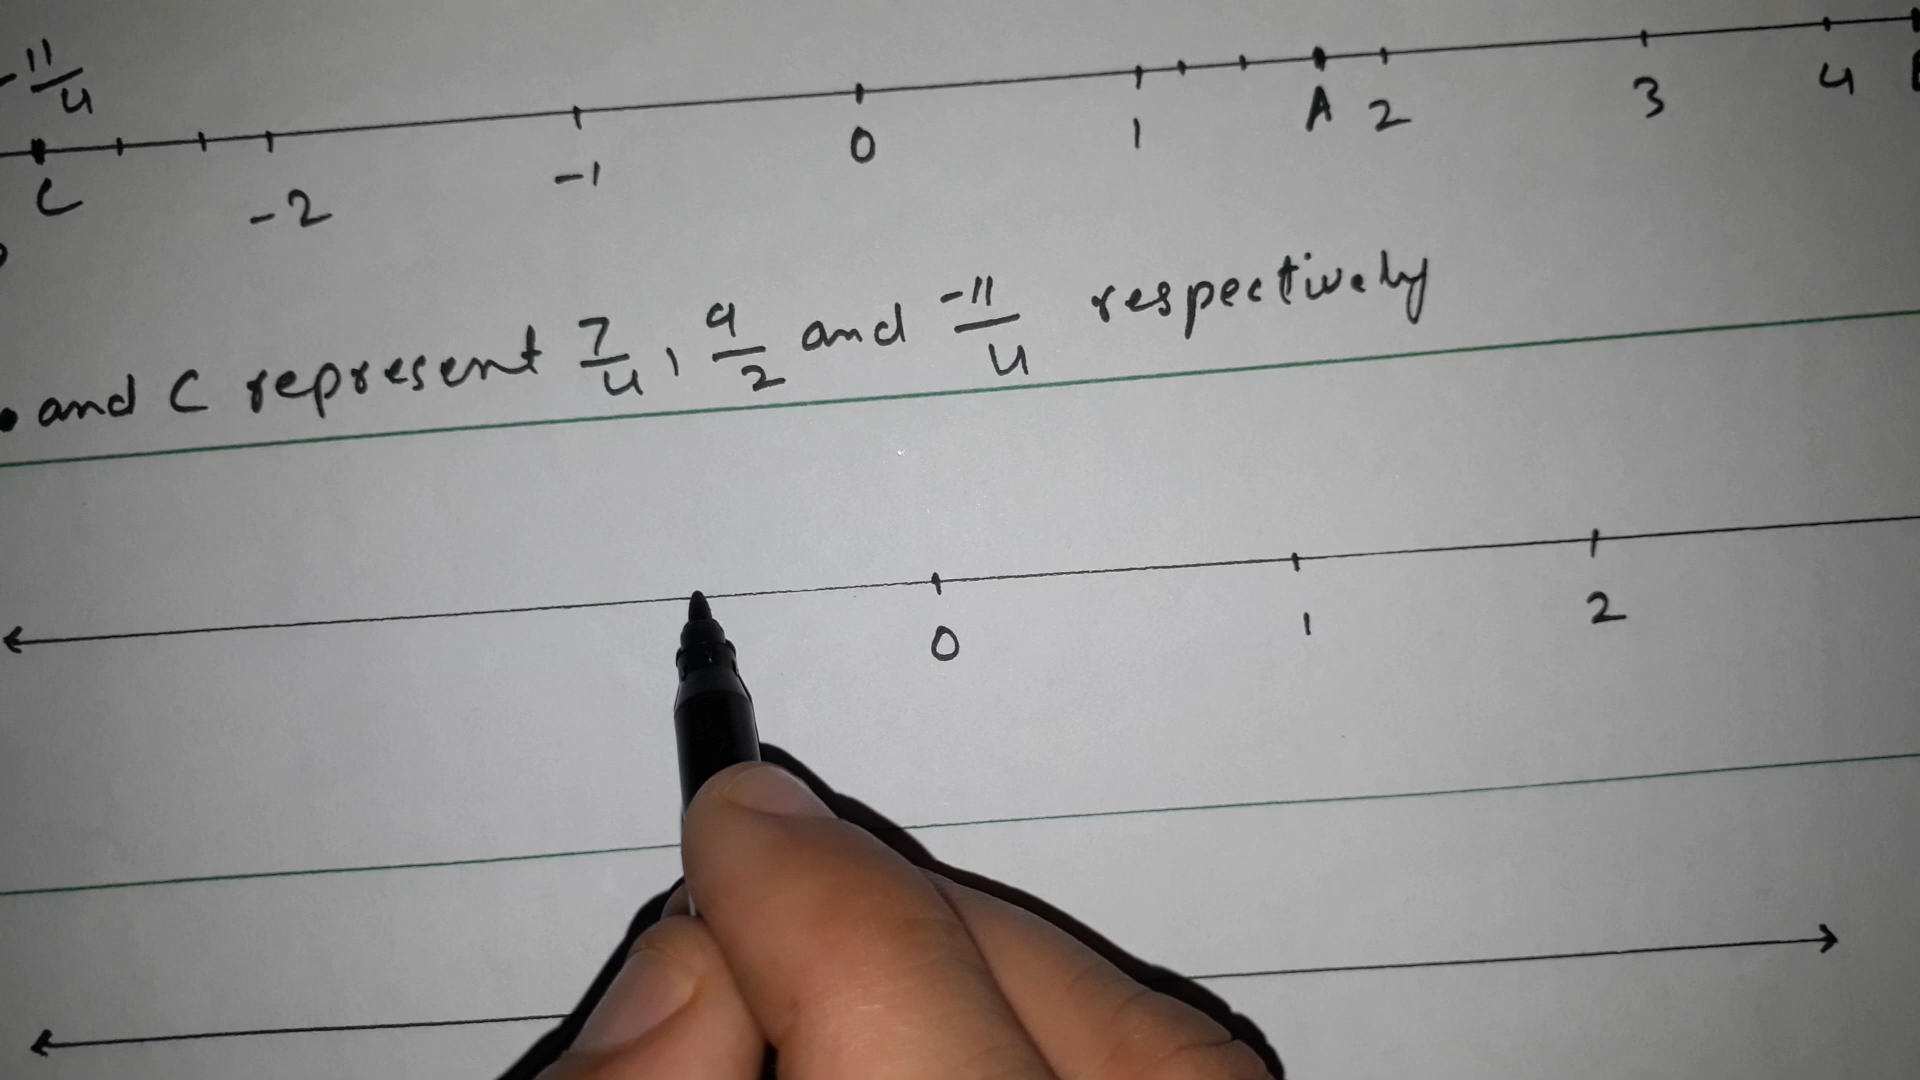 -11/4
C -2 -1 0 1 A 2 3 4
and C represent 7/4, 9/2 and -11/4 respectively
0 1 2